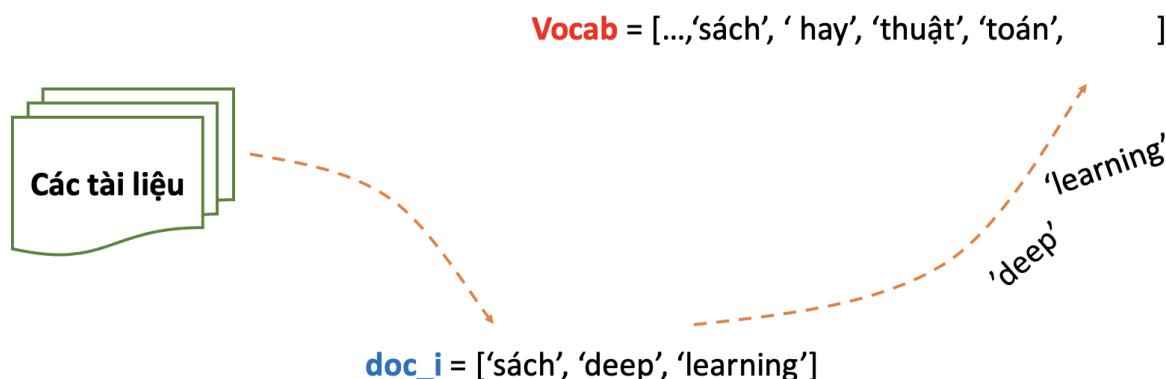 Vocab = [...,‘sách’, ‘ hay’, ‘thuật’, ‘toán’, ]
Các tài liệu
‘learning’
’deep’
doc_i = [‘sách’, ‘deep’, ‘learning’]